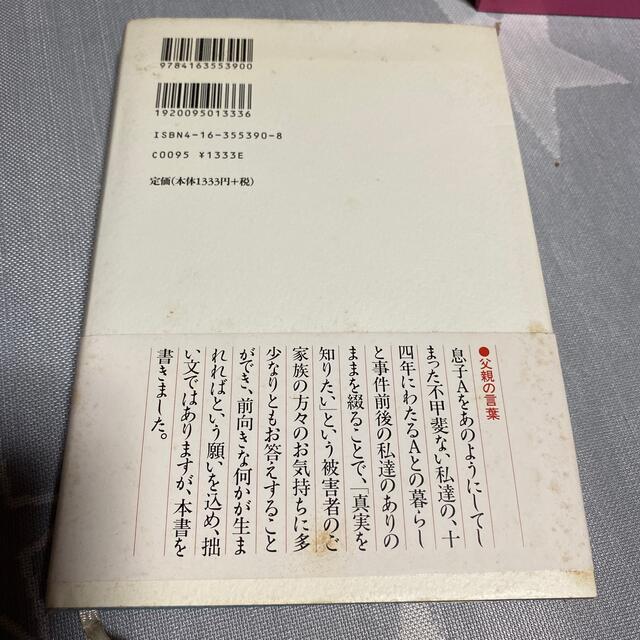 9784163553900
1920095013336
ISBN4-16-355390-8
C0095 ¥1333E
定価(本体1333円+税)
●父親の言葉
息子Aをあのようにしてし
まった不甲斐ない私達の、十
四年にわたるAとの暮らし
と事件前後の私達のありの
ままを綴ることで、「真実を
知りたい」という被害者のご
家族の方々のお気持ちに多
少なりともお答えすること
ができ、前向きな何かが生ま
れればという願いを込め、拙
い文ではありますが、本書を
書きました。